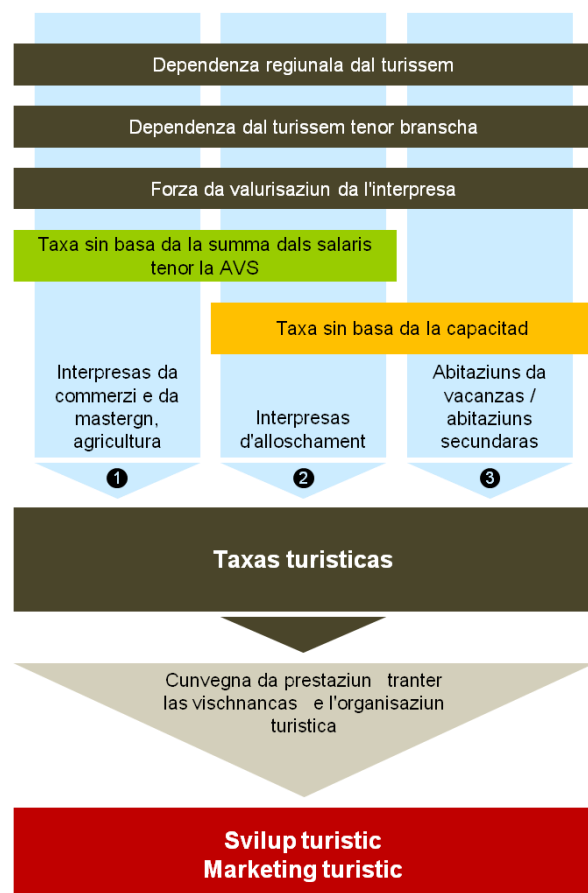 Dependenza regiunala dal turissem
Dependenza dal turissem tenor branscha
Forza da valurisaziun da l'interpresa
Taxa sin basa da la summa dals salaris
tenor la AVS
Taxa sin basa da la capacitad
Interpresas da
commerzi e da
mastergn,
agricultura
Interpresas
d'alloschament
Abitaziuns da
vacanzas /
abitaziuns
secundaras
1
2
3
Taxas turisticas
Cunvegna da prestaziun tranter
las vischnancas e l'organisaziun
turistica
Svilup turistic
Marketing turistic